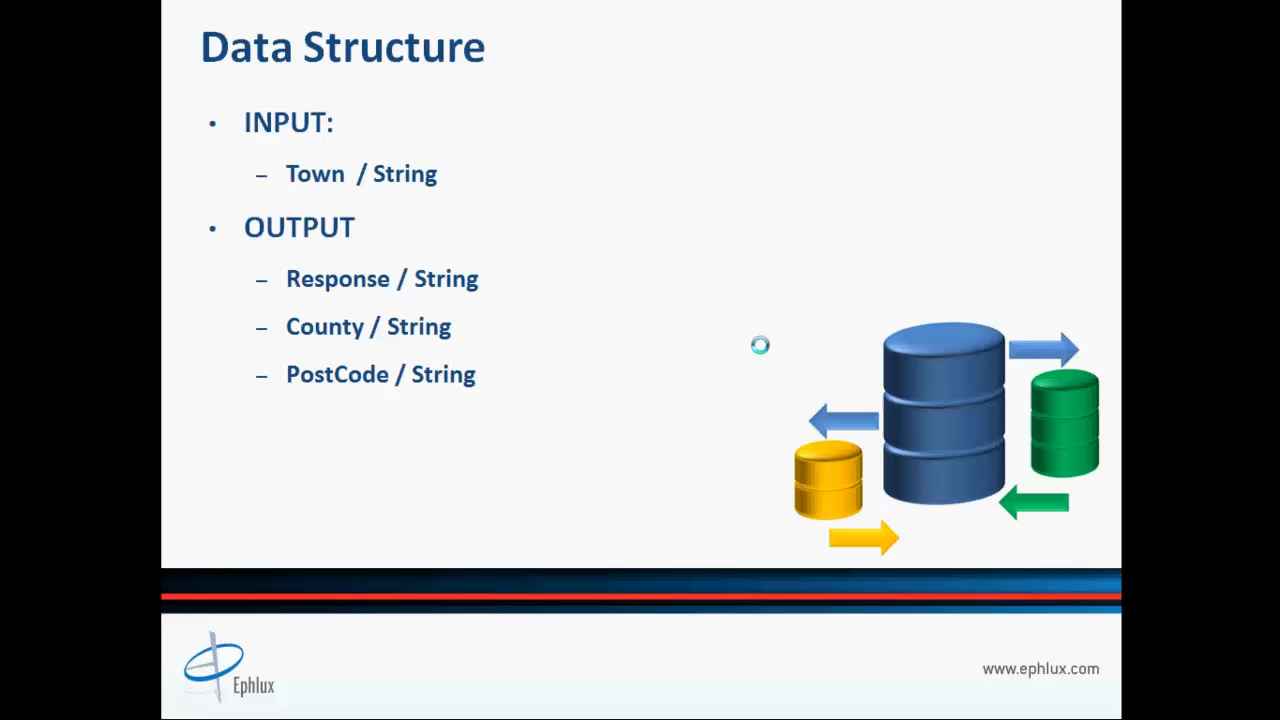 Data Structure
• INPUT:
– Town / String
• OUTPUT
– Response / String
– County / String
– PostCode / String
Ephlux
www.ephlux.com